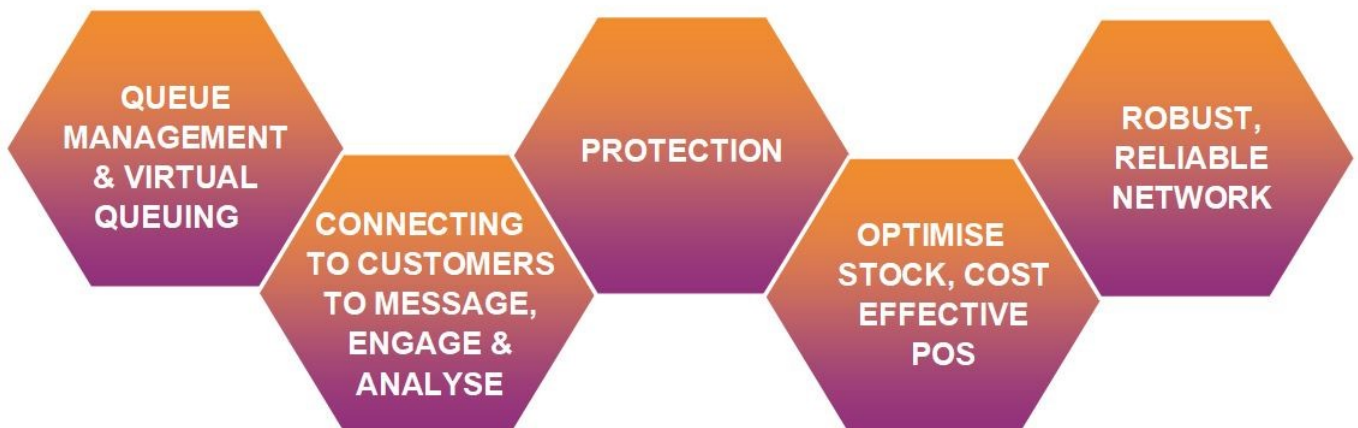 QUEUE
MANAGEMENT
& VIRTUAL
QUEUING
CONNECTING
TO CUSTOMERS
TO MESSAGE,
ENGAGE &
ANALYSE
PROTECTION
OPTIMISE
STOCK, COST
EFFECTIVE
POS
ROBUST,
RELIABLE
NETWORK